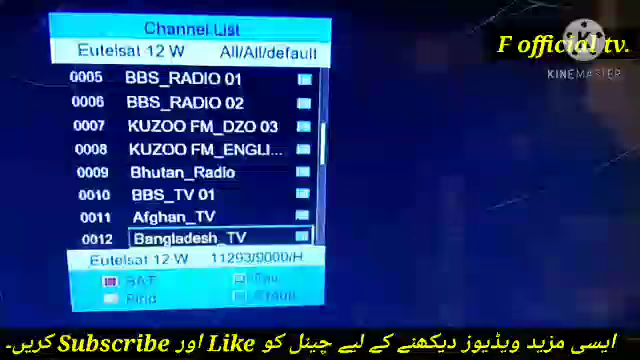 Channel List
Eutelsat 12 W All/All/default
F official tv.
KINEMASTER
0005 BBS_RADIO 01
0006 BBS_RADIO 02
0007 KUZOO FM_DZO 03
0008 KUZOO FM_ENGLI...
0009 Bhutan_Radio
0010 BBS_TV 01
0011 Afghan_TV
0012 Bangladesh_TV
Eutelsat 12 W 11293/9000/H
SAT Fav
Find
ایسی مزید ویڈیوز دیکھنے کے لیے چینل کو Like اور Subscribe کریں۔